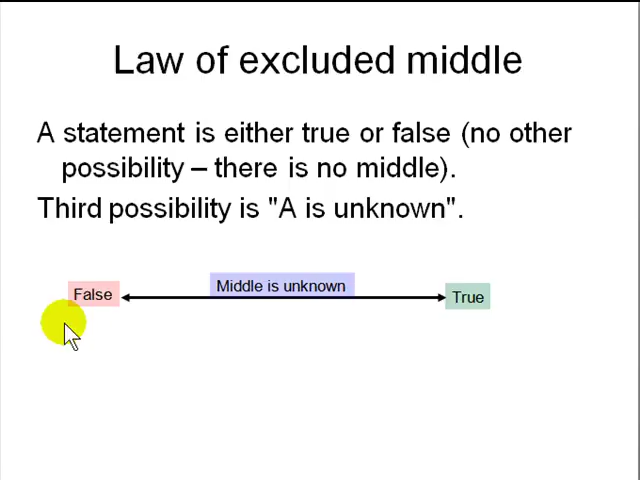 Law of excluded middle
A statement is either true or false (no other
possibility – there is no middle).
Third possibility is "A is unknown".
Middle is unknown
False
True